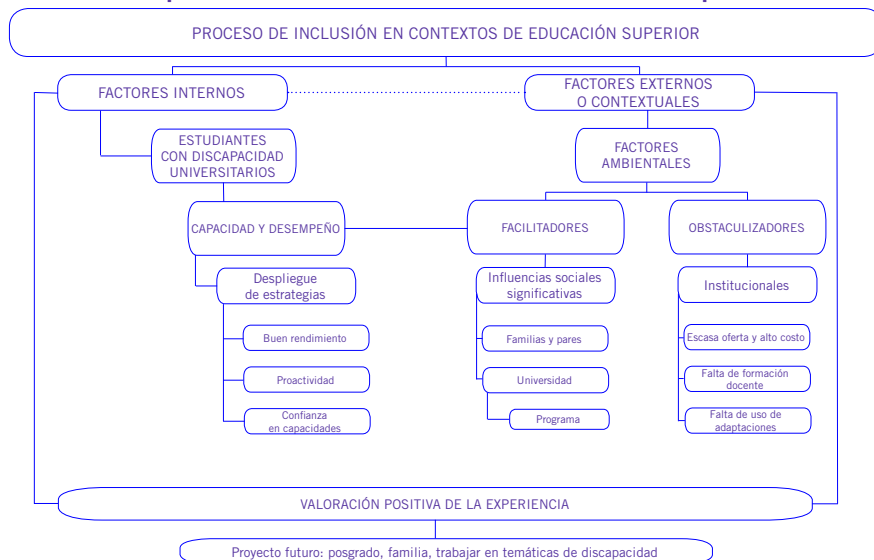 PROCESO DE INCLUSIÓN EN CONTEXTOS DE EDUCACIÓN SUPERIOR
FACTORES INTERNOS
FACTORES EXTERNOS
O CONTEXTUALES
ESTUDIANTES
CON DISCAPACIDAD
UNIVERSITARIOS
FACTORES
AMBIENTALES
CAPACIDAD Y DESEMPEÑO
FACILITADORES
OBSTACULIZADORES
Despliegue
de estrategias
Influencias sociales
significativas
Institucionales
Buen rendimiento
Familias y pares
Escasa oferta y alto costo
Proactividad
Universidad
Falta de formación
docente
Confianza
en capacidades
Programa
Falta de uso de
adaptaciones
VALORACIÓN POSITIVA DE LA EXPERIENCIA
Proyecto futuro: posgrado, familia, trabajar en temáticas de discapacidad